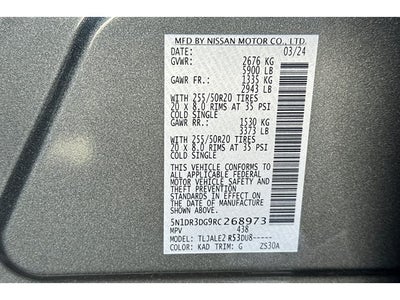 MFD BY NISSAN MOTOR CO., LTD.
DATE: 03/24
GVWR: 2676 KG
5900 LB
GAWR FR.: 1335 KG
2943 LB
WITH 255/50R20 TIRES
20 x 8.0 RIMS AT 35 PSI
COLD SINGLE
GAWR RR.: 1530 KG
3373 LB
WITH 255/50R20 TIRES
20 x 8.0 RIMS AT 35 PSI
COLD SINGLE
THIS VEHICLE CONFORMS TO
ALL APPLICABLE FEDERAL
MOTOR VEHICLE SAFETY,
BUMPER, AND THEFT PREVENTION
STANDARDS IN EFFECT ON THE
DATE OF MANUFACTURE
SHOWN ABOVE.
5N1DR3DG9RC268973
MPV 438
MODEL: TLJALE2 R53DU8-----
COLOR: KAD TRIM: G ZS30A